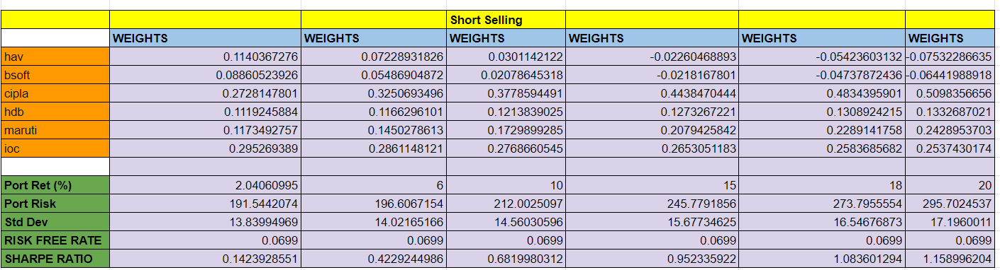 Short Selling
WEIGHTS WEIGHTS WEIGHTS WEIGHTS WEIGHTS WEIGHTS
hav 0.1140367276 0.07228931826 0.0301142122 -0.02260468893 -0.05423603132 -0.07532286635
bsoft 0.08860523926 0.05486904872 0.02078645318 -0.0218167801 -0.04737872436 -0.06441988918
cipla 0.2728147801 0.3250693496 0.3778594491 0.4438470444 0.4834395901 0.5098356656
hdb 0.1119245884 0.1166296101 0.1213839025 0.1273267221 0.1308924215 0.1332687021
maruti 0.1173492757 0.1450278613 0.1729899285 0.2079425842 0.2289141758 0.2428953703
ioc 0.295269389 0.2861148121 0.2768660545 0.2653051183 0.2583685682 0.2537430174
Port Ret (%) 2.04060995 6 10 15 18 20
Port Risk 191.5442074 196.6067154 212.0025097 245.7791856 273.7955554 295.7024537
Std Dev 13.83994969 14.02165166 14.56030596 15.67734625 16.54676873 17.1960011
RISK FREE RATE 0.0699 0.0699 0.0699 0.0699 0.0699 0.0699
SHARPE RATIO 0.1423928551 0.4229244986 0.6819980312 0.952335922 1.083601294 1.158996204